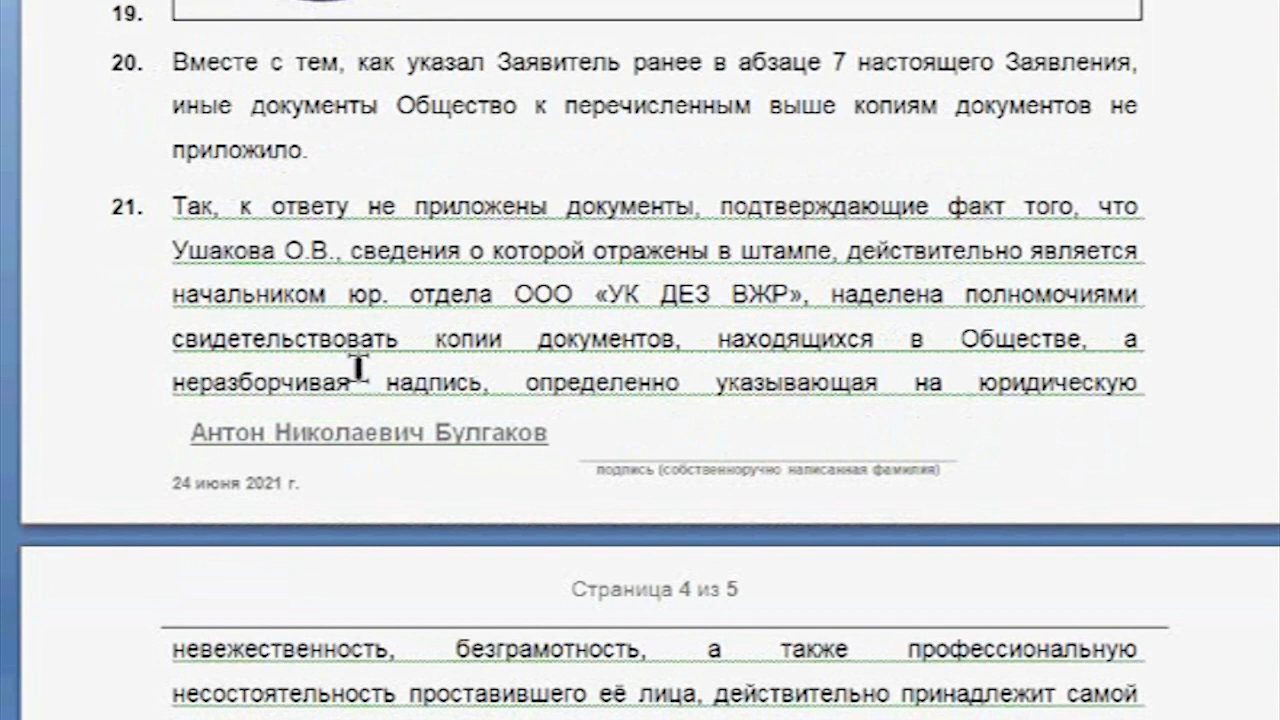 19.
20. Вместе с тем, как указал Заявитель ранее в абзаце 7 настоящего Заявления,
иные документы Общество к перечисленным выше копиям документов не
приложило.
21. Так, к ответу не приложены документы, подтверждающие факт того, что
Ушакова О.В., сведения о которой отражены в штампе, действительно является
начальником юр. отдела ООО «УК ДЕЗ ВЖР», наделена полномочиями
свидетельствовать копии документов, находящихся в Обществе, а
неразборчивая надпись, определенно указывающая на юридическую
Антон Николаевич Булгаков
подпись (собственноручно написанная фамилия)
24 июня 2021 г.
Страница 4 из 5
невежественность, безграмотность, а также профессиональную
несостоятельность проставившего её лица, действительно принадлежит самой